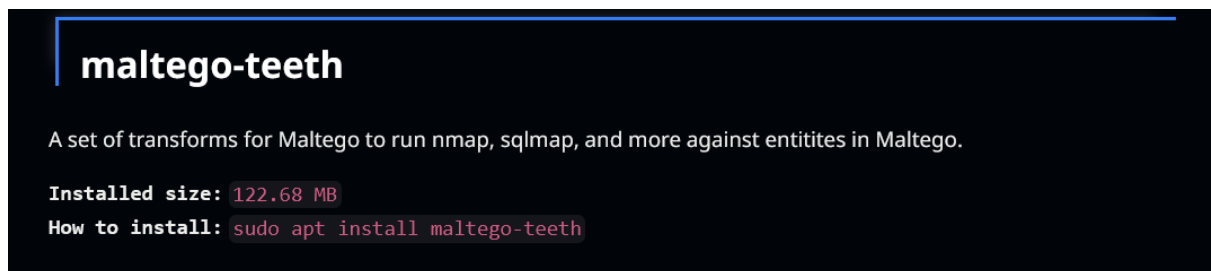 maltego-teeth
A set of transforms for Maltego to run nmap, sqlmap, and more against entitites in Maltego.
Installed size: 122.68 MB
How to install: sudo apt install maltego-teeth